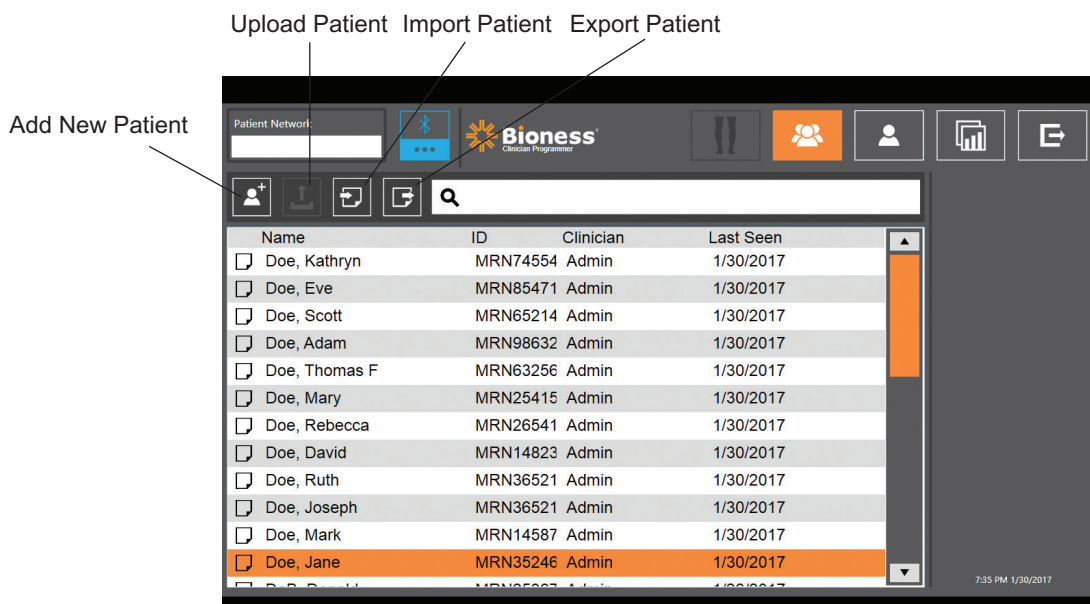 Upload Patient Import Patient Export Patient
Add New Patient
Patient Network
Bioness
Clinician Programmer
Name ID Clinician Last Seen
Doe, Kathryn MRN74554 Admin 1/30/2017
Doe, Eve MRN85471 Admin 1/30/2017
Doe, Scott MRN65214 Admin 1/30/2017
Doe, Adam MRN98632 Admin 1/30/2017
Doe, Thomas F MRN63256 Admin 1/30/2017
Doe, Mary MRN25415 Admin 1/30/2017
Doe, Rebecca MRN26541 Admin 1/30/2017
Doe, David MRN14823 Admin 1/30/2017
Doe, Ruth MRN36521 Admin 1/30/2017
Doe, Joseph MRN36521 Admin 1/30/2017
Doe, Mark MRN14587 Admin 1/30/2017
Doe, Jane MRN35246 Admin 1/30/2017
7:35 PM 1/30/2017